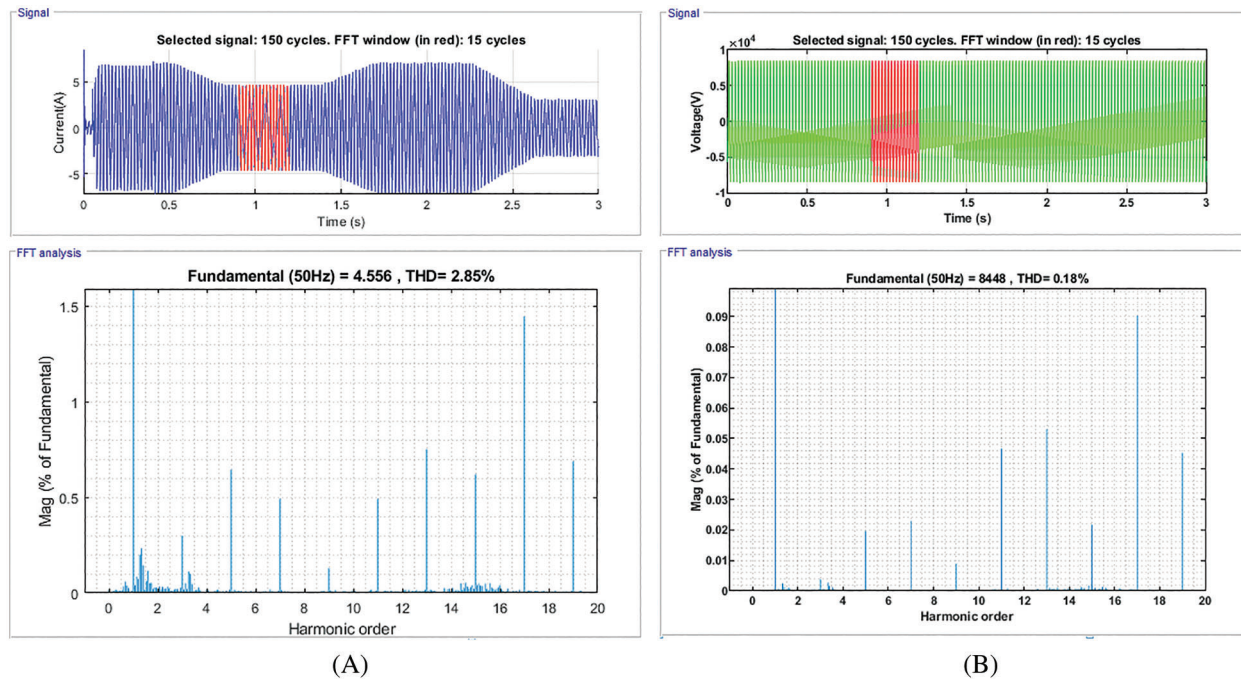 Signal
Selected signal: 150 cycles. FFT window (in red): 15 cycles
5
0
-5
Current(A)
0 0.5 1 1.5 2 2.5 3
Time (s)
FFT analysis
Fundamental (50Hz) = 4.556 , THD= 2.85%
1.5
1
0.5
0
Mag (% of Fundamental)
0 2 4 6 8 10 12 14 16 18 20
Harmonic order
(A)
Signal
Selected signal: 150 cycles. FFT window (in red): 15 cycles
×10⁴
1
0.5
0
-0.5
-1
Voltage(V)
0 0.5 1 1.5 2 2.5 3
Time (s)
FFT analysis
Fundamental (50Hz) = 8448 , THD= 0.18%
0.09
0.08
0.07
0.06
0.05
0.04
0.03
0.02
0.01
0
Mag (% of Fundamental)
0 2 4 6 8 10 12 14 16 18 20
Harmonic order
(B)